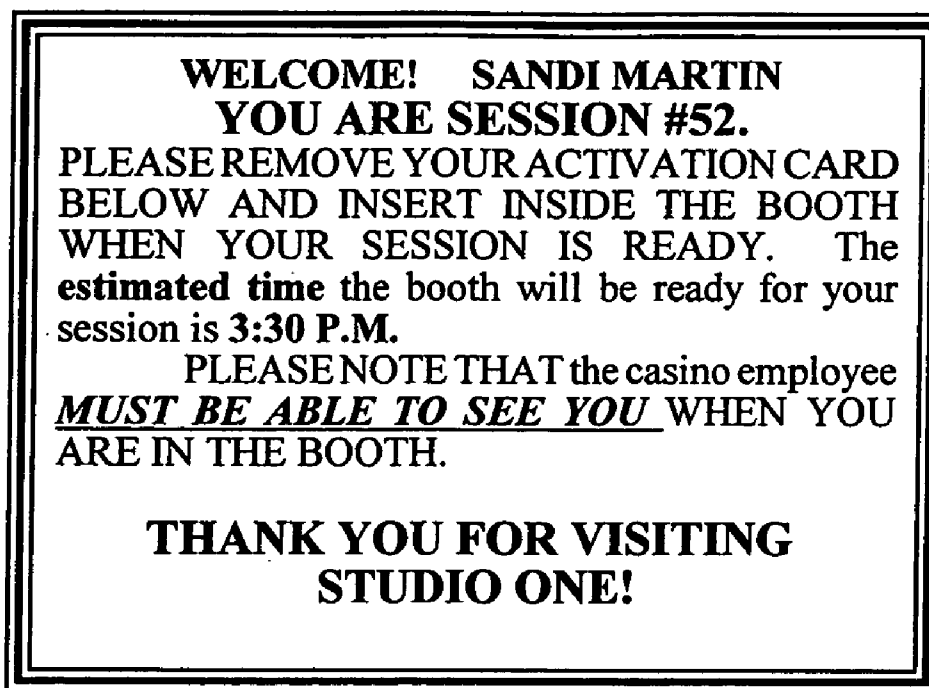 WELCOME! SANDI MARTIN
YOU ARE SESSION #52.
PLEASE REMOVE YOUR ACTIVATION CARD
BELOW AND INSERT INSIDE THE BOOTH
WHEN YOUR SESSION IS READY. The
estimated time the booth will be ready for your
session is 3:30 P.M.
PLEASE NOTE THAT the casino employee
MUST BE ABLE TO SEE YOU WHEN YOU
ARE IN THE BOOTH.
THANK YOU FOR VISITING
STUDIO ONE!